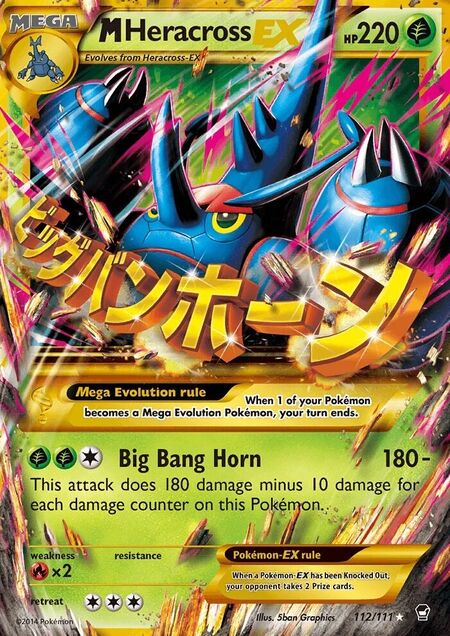 MEGA
M Heracross EX
HP 220
Evolves from Heracross-EX
ビッグバンホーン
Mega Evolution rule
When 1 of your Pokémon
becomes a Mega Evolution Pokémon, your turn ends.
Big Bang Horn 180-
This attack does 180 damage minus 10 damage for
each damage counter on this Pokémon.
weakness resistance
×2
Pokémon-EX rule
When a Pokémon-EX has been Knocked Out,
your opponent takes 2 Prize cards.
retreat
©2014 Pokémon
Illus. 5ban Graphics
112/111